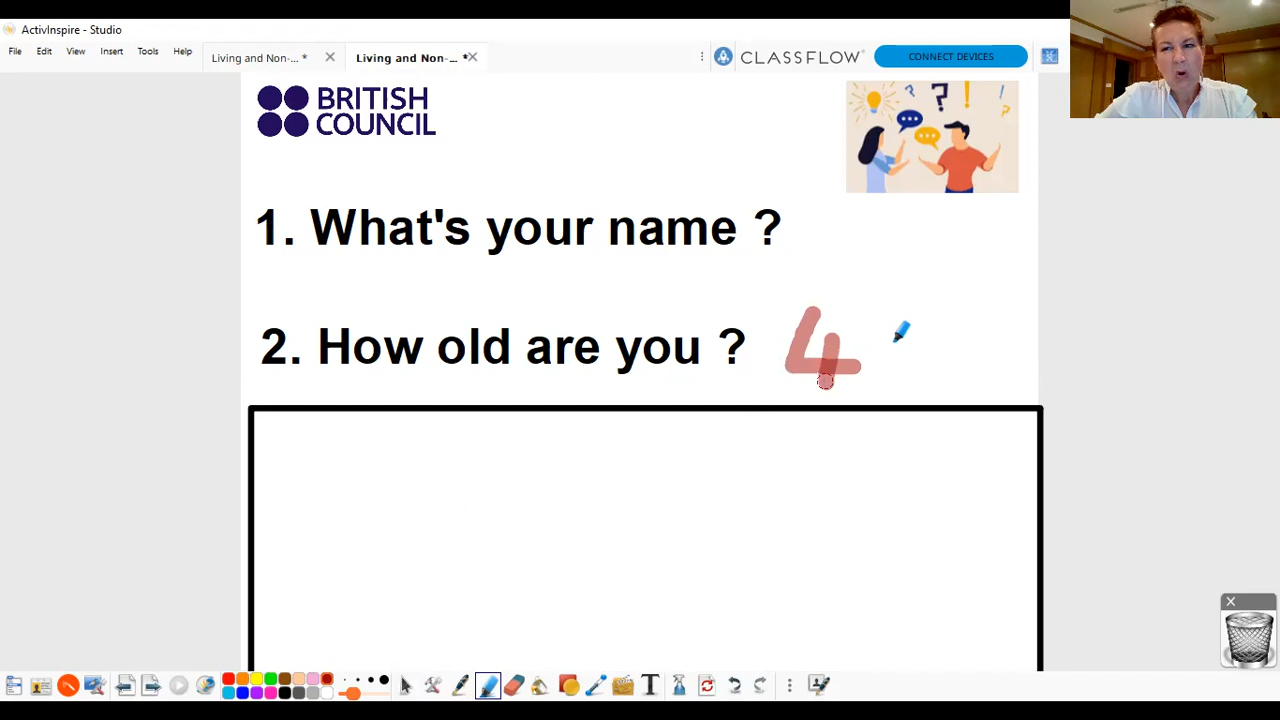 ActivInspire - Studio
File Edit View Insert Tools Help
Living and Non-... *
Living and Non-... *
CLASSFLOW
CONNECT DEVICES
BRITISH
COUNCIL
1. What's your name ?
2. How old are you ? 4